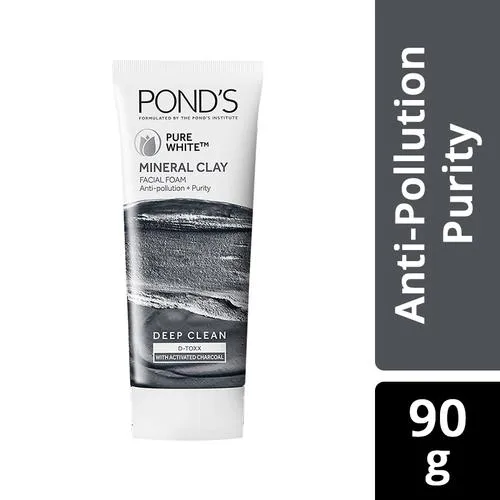 POND'S
FORMULATED BY THE POND'S INSTITUTE
PURE
WHITE™
MINERAL CLAY
FACIAL FOAM
Anti-pollution + Purity
DEEP CLEAN
D-TOXX
WITH ACTIVATED CHARCOAL
Anti-Pollution
Purity
90
g